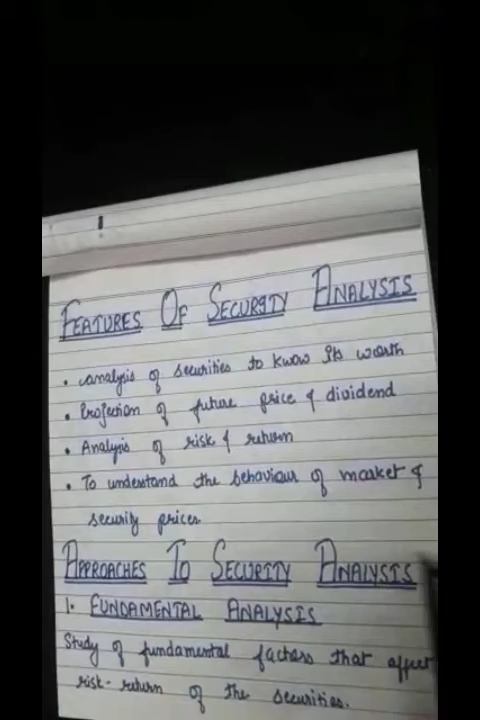 FEATURES OF SECURITY ANALYSIS
• analysis of securities to know its worth
• Projection of future price & dividend
• Analysis of risk & return
• To understand the behaviour of market &
security prices
APPROACHES TO SECURITY ANALYSIS
1. FUNDAMENTAL ANALYSIS
Study of fundamental factors that affect
risk-return of the securities.